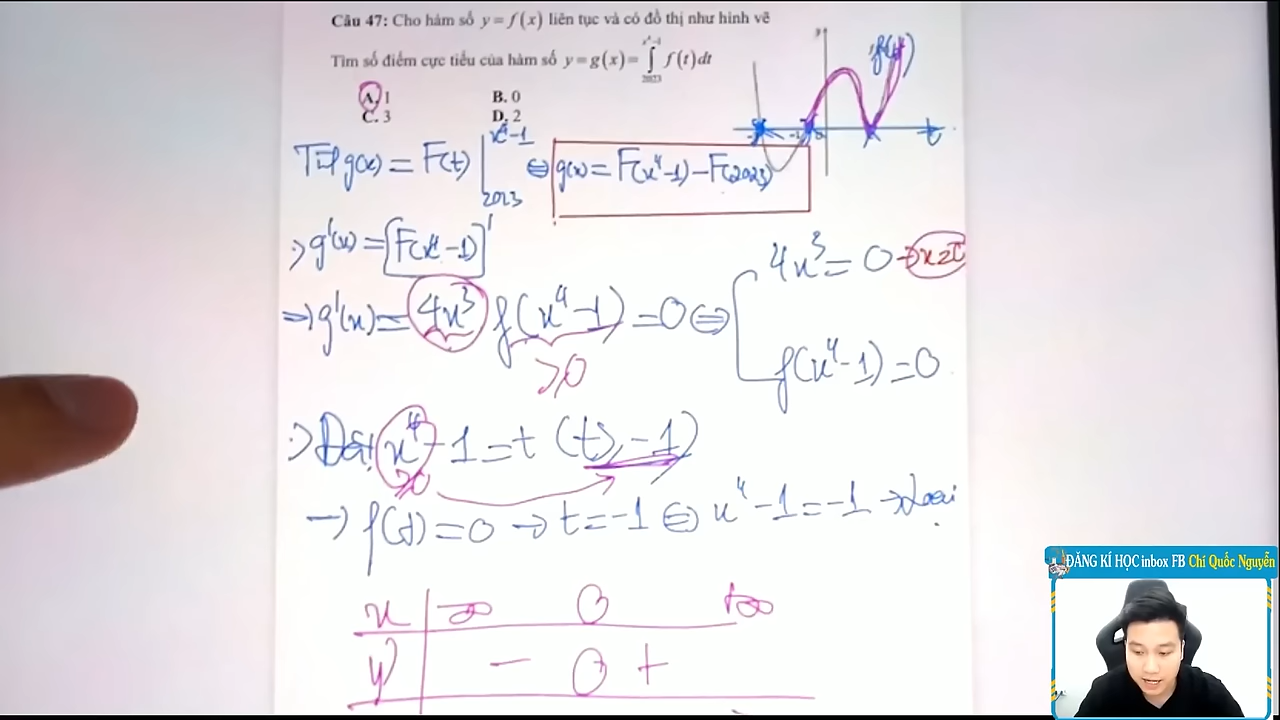 Câu 47: Cho hàm số y = f(x) liên tục và có đồ thị như hình vẽ
Tìm số điểm cực tiểu của hàm số y = g(x) = ∫ f(t)dt
2023
A. 1
B. 0
C. 3
D. 2
f(t)
y
-1
0
t
g(x) = F(t) | x⁴-1 2023 ⇔ g(x) = F(x⁴-1) - F(2023)
⇒ g'(x) = [F(x⁴-1)]'
⇒ g'(x) = 4x³ f(x⁴-1) = 0 ⇔
≥0
4x³ = 0 → x=0
f(x⁴-1) = 0
⇒ Đặt x⁴-1 = t (t ≥ -1)
≥0
→ f(t) = 0 → t = -1 ⇔ x⁴-1 = -1 → Loại
x -∞ 0 +∞
y' - 0 +
ĐĂNG KÍ HỌC inbox FB Chí Quốc Nguyễn